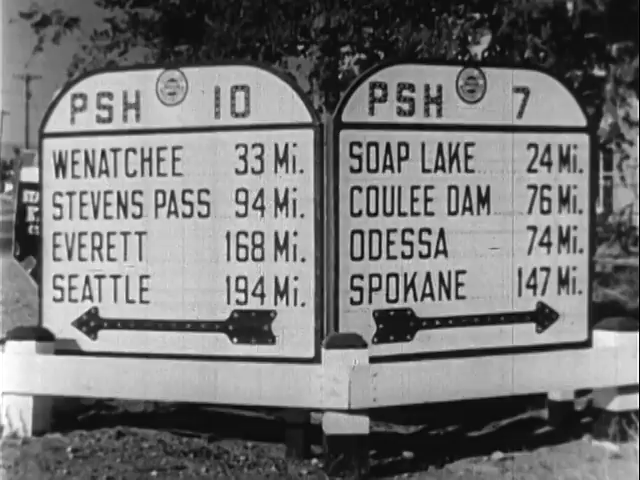 PSH 10
WENATCHEE 33 Mi.
STEVENS PASS 94 Mi.
EVERETT 168 Mi.
SEATTLE 194 Mi.
PSH 7
SOAP LAKE 24 Mi.
COULEE DAM 76 Mi.
ODESSA 74 Mi.
SPOKANE 147 Mi.